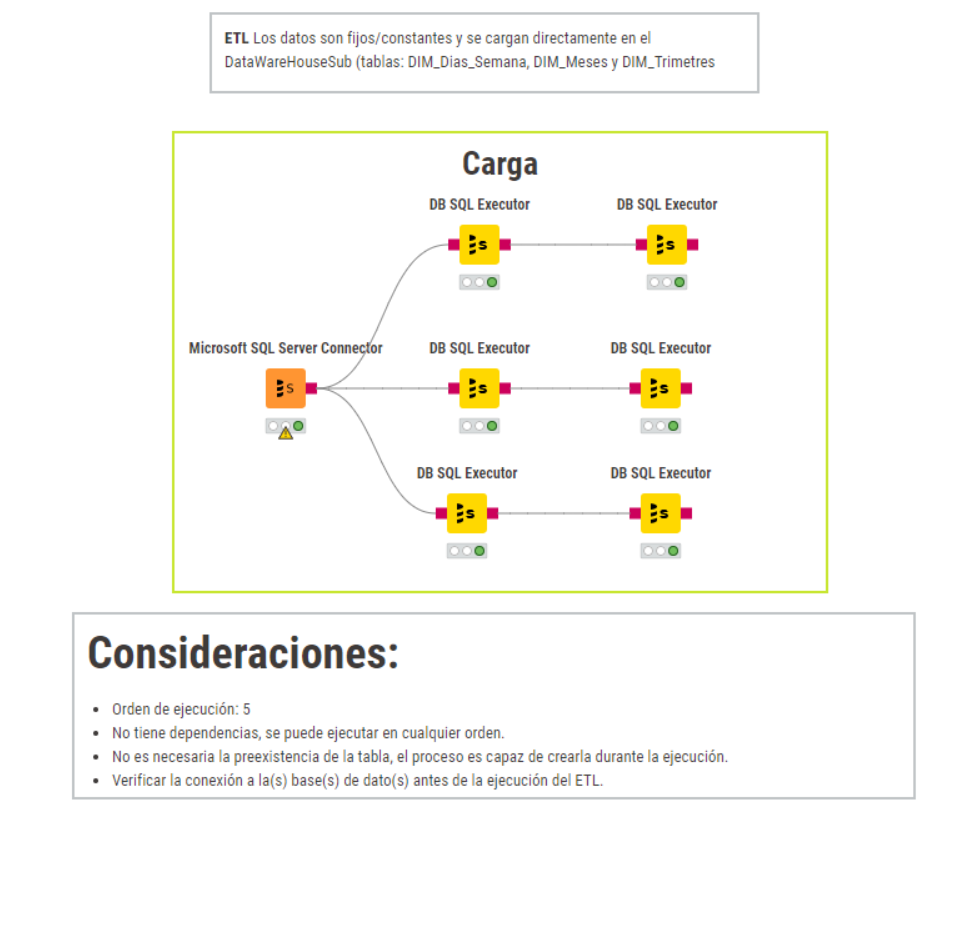 ETL Los datos son fijos/constantes y se cargan directamente en el
DataWareHouseSub (tablas: DIM_Dias_Semana, DIM_Meses y DIM_Trimetres
Carga
DB SQL Executor
DB SQL Executor
S
S
Microsoft SQL Server Connector
DB SQL Executor
DB SQL Executor
S
S
S
DB SQL Executor
DB SQL Executor
S
S
Consideraciones:
• Orden de ejecución: 5
• No tiene dependencias, se puede ejecutar en cualquier orden.
• No es necesaria la preexistencia de la tabla, el proceso es capaz de crearla durante la ejecución.
• Verificar la conexión a la(s) base(s) de dato(s) antes de la ejecución del ETL.